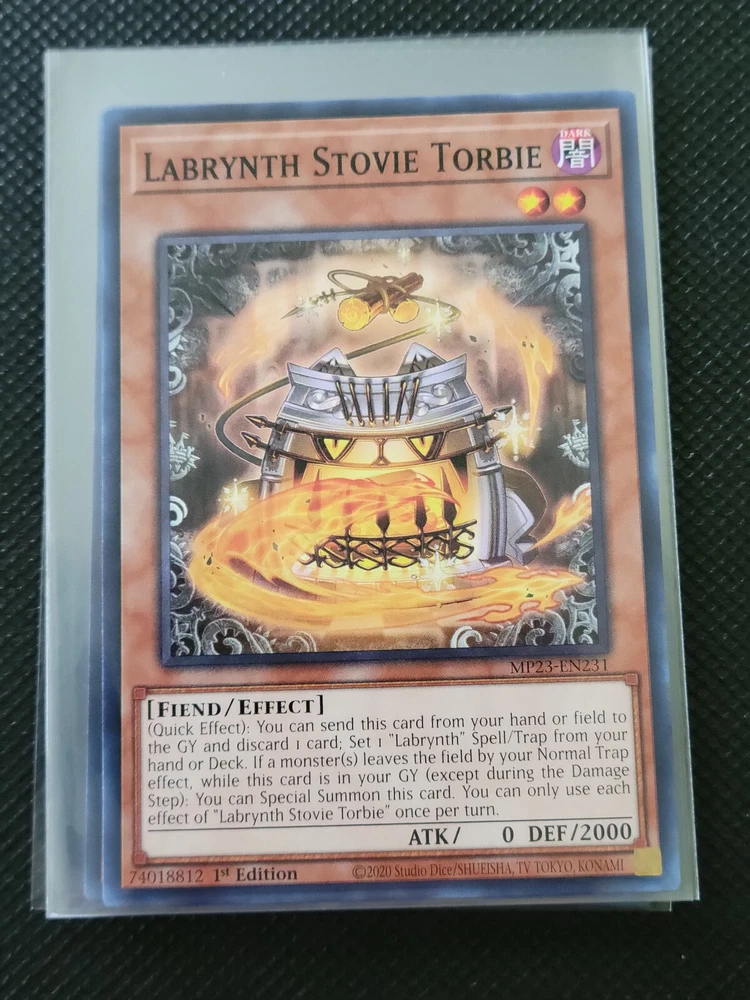 LABRYNTH STOVIE TORBIE
DARK
闇
MP23-EN231
[FIEND/EFFECT]
(Quick Effect): You can send this card from your hand or field to
the GY and discard 1 card; Set 1 "Labrynth" Spell/Trap from your
hand or Deck. If a monster(s) leaves the field by your Normal Trap
effect, while this card is in your GY (except during the Damage
Step): You can Special Summon this card. You can only use each
effect of "Labrynth Stovie Torbie" once per turn.
ATK/ 0 DEF/2000
74018812 1st Edition ©2020 Studio Dice/SHUEISHA, TV TOKYO, KONAMI